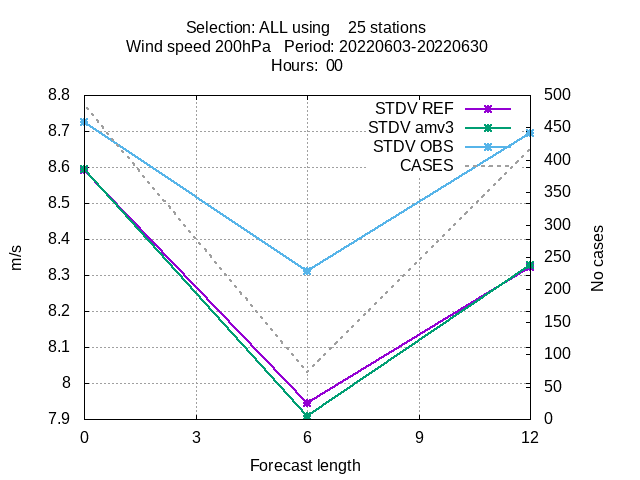 Selection: ALL using 25 stations
Wind speed 200hPa Period: 20220603-20220630
Hours: 00
8.8
8.7
8.6
8.5
8.4
8.3
8.2
8.1
8
7.9
m/s
STDV REF
STDV amv3
STDV OBS
CASES
500
450
400
350
300
250
200
150
100
50
0
No cases
0 3 6 9 12
Forecast length